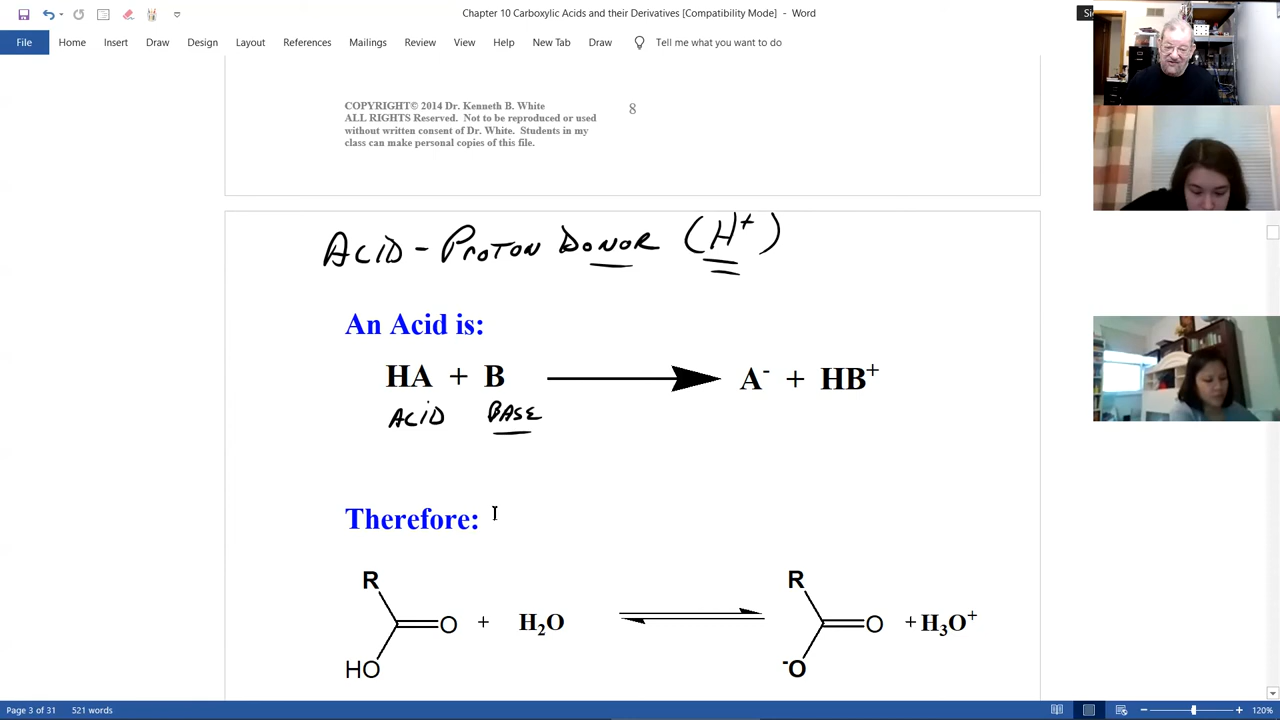 Chapter 10 Carboxylic Acids and their Derivatives [Compatibility Mode] - Word
File Home Insert Draw Design Layout References Mailings Review View Help New Tab Draw Tell me what you want to do
COPYRIGHT© 2014 Dr. Kenneth B. White
ALL RIGHTS Reserved. Not to be reproduced or used
without written consent of Dr. White. Students in my
class can make personal copies of this file.
8
ACID - PROTON DONOR (H⁺)
An Acid is:
HA + B A⁻ + HB⁺
ACID BASE
Therefore:
R R
O + H₂O O + H₃O⁺
HO ⁻O
Page 3 of 31 521 words 120%